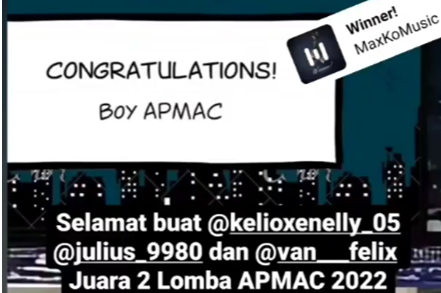 Winner!
MaxKoMusic
CONGRATULATIONS!
BOY APMAC
Selamat buat @kelioxenelly_05
@julius_9980 dan @van___felix
Juara 2 Lomba APMAC 2022